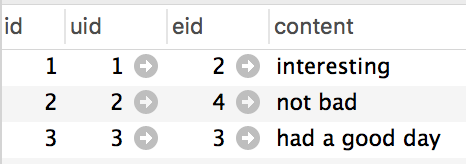 id uid eid content
1 1 2 interesting
2 2 4 not bad
3 3 3 had a good day